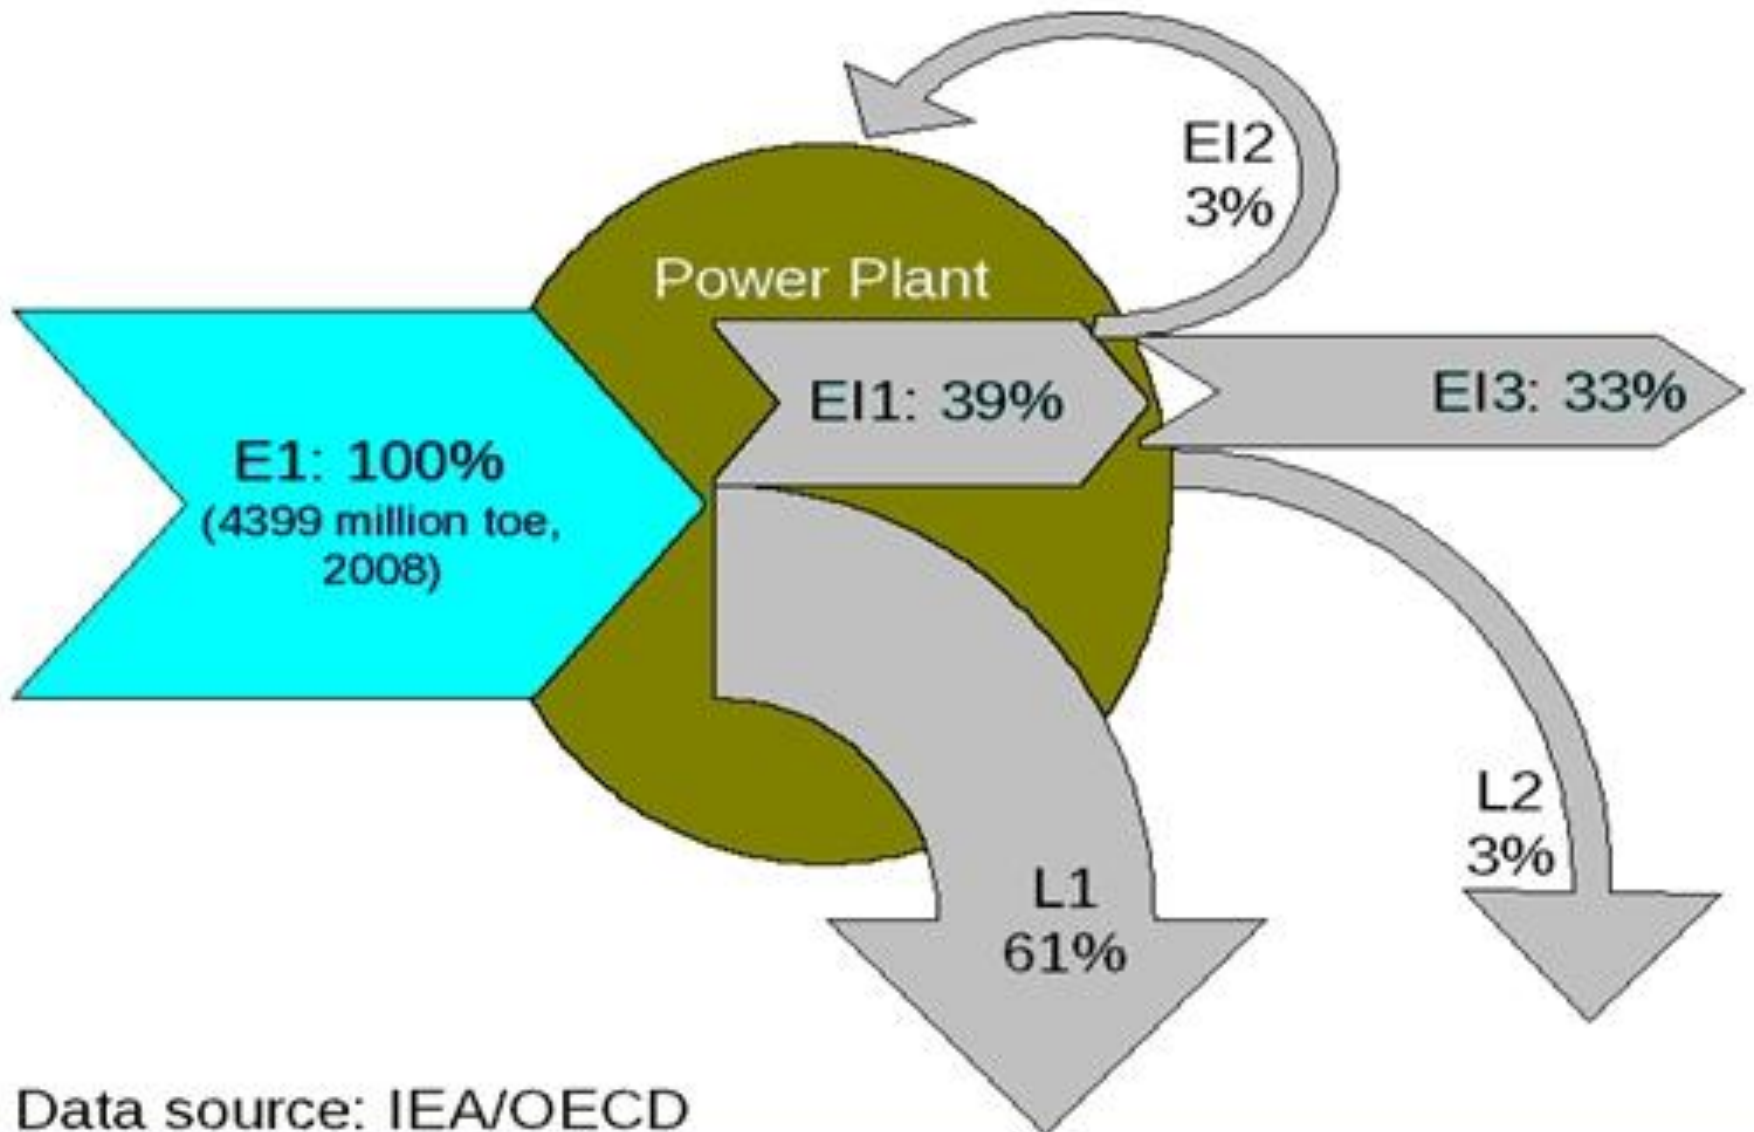 EI2
3%
Power Plant
EI1: 39%
EI3: 33%
E1: 100%
(4399 million toe,
2008)
L2
3%
L1
61%
Data source: IEA/OECD